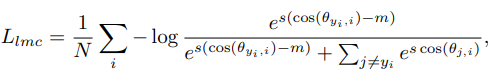 L_{lmc} = \frac{1}{N} \sum_{i} -\log \frac{e^{s(\cos(\theta_{y_i,i})-m)}}{e^{s(\cos(\theta_{y_i,i})-m)} + \sum_{j \neq y_i} e^{s\cos(\theta_{j,i})}},